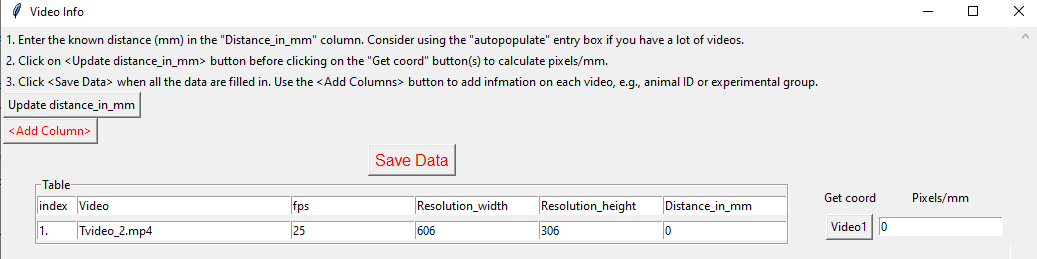 Video Info
1. Enter the known distance (mm) in the "Distance_in_mm" column. Consider using the "autopopulate" entry box if you have a lot of videos.
2. Click on <Update distance_in_mm> button before clicking on the "Get coord" button(s) to calculate pixels/mm.
3. Click <Save Data> when all the data are filled in. Use the <Add Columns> button to add infmation on each video, e.g., animal ID or experimental group.
Update distance_in_mm
<Add Column>
Save Data
Table
index Video fps Resolution_width Resolution_height Distance_in_mm
Get coord Pixels/mm
1. Tvideo_2.mp4 25 606 306 0
Video1 0